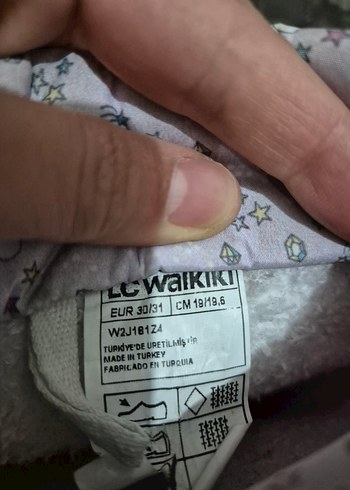 LC Waikiki
EUR 30/31 CM 19/19,6
W2J181Z4
TÜRKİYE'DE ÜRETİLMİŞTİR
MADE IN TURKEY
FABRICADO EN TURQUIA